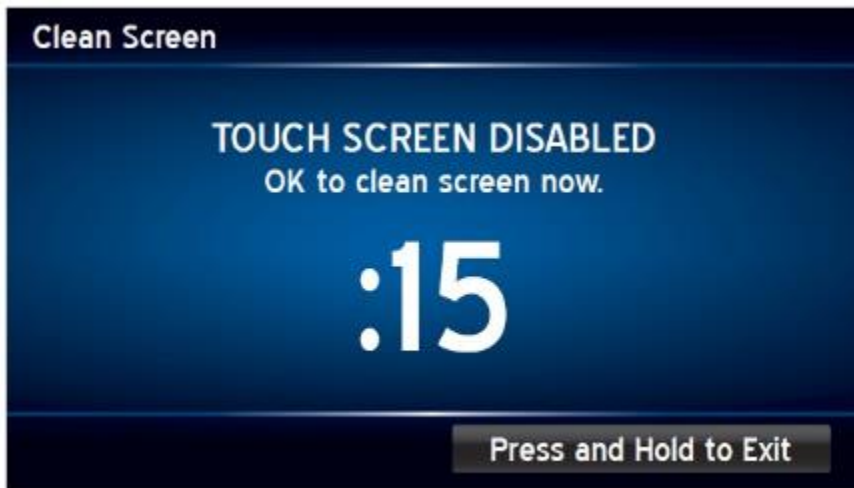 Clean Screen
TOUCH SCREEN DISABLED
OK to clean screen now.
:15
Press and Hold to Exit